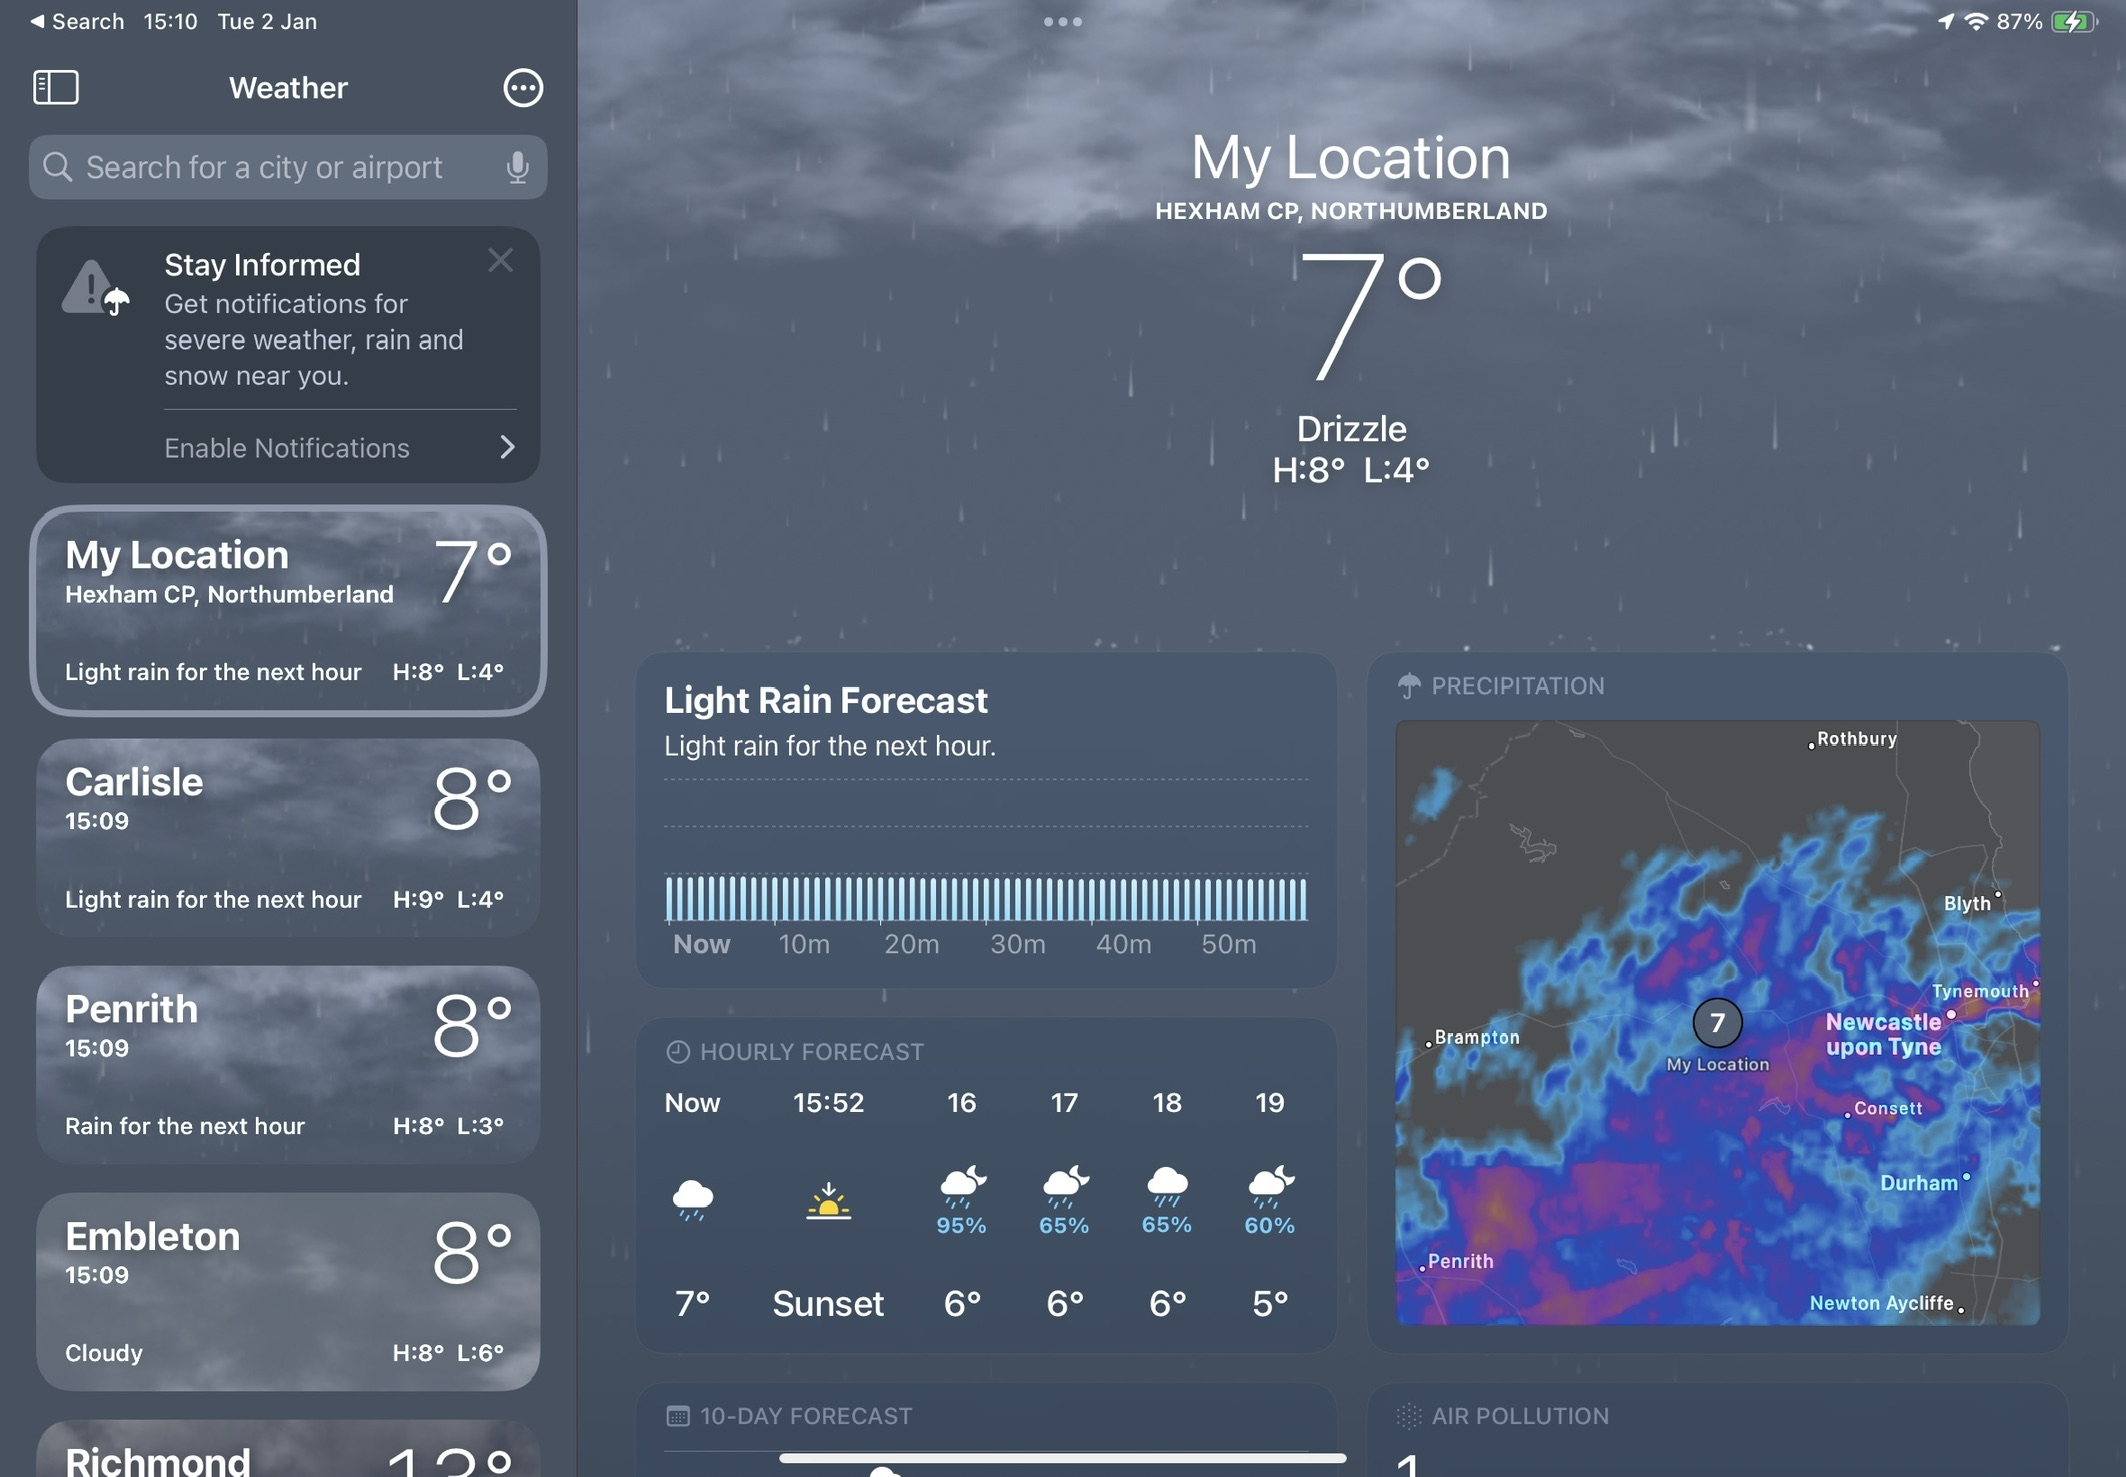 Search 15:10 Tue 2 Jan
87%
Weather
Search for a city or airport
Stay Informed
Get notifications for
severe weather, rain and
snow near you.
Enable Notifications
My Location
7°
Hexham CP, Northumberland
Light rain for the next hour H:8° L:4°
Carlisle
8°
15:09
Light rain for the next hour H:9° L:4°
Penrith
8°
15:09
Rain for the next hour H:8° L:3°
Embleton
8°
15:09
Cloudy H:8° L:6°
Richmond
13°
My Location
HEXHAM CP, NORTHUMBERLAND
7°
Drizzle
H:8° L:4°
Light Rain Forecast
Light rain for the next hour.
Now 10m 20m 30m 40m 50m
HOURLY FORECAST
Now 15:52 16 17 18 19
95% 65% 65% 60%
7° Sunset 6° 6° 6° 5°
10-DAY FORECAST
PRECIPITATION
Rothbury
Blyth
Tynemouth
Newcastle
upon Tyne
Brampton
7
My Location
Consett
Durham
Penrith
Newton Aycliffe
AIR POLLUTION
1